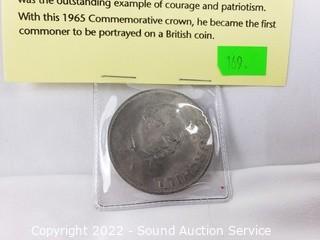 was the outstanding example of courage and patriotism.
With this 1965 Commemorative crown, he became the first
commoner to be portrayed on a British coin.
169.
CHURCHILL
Copyright 2022 - Sound Auction Service